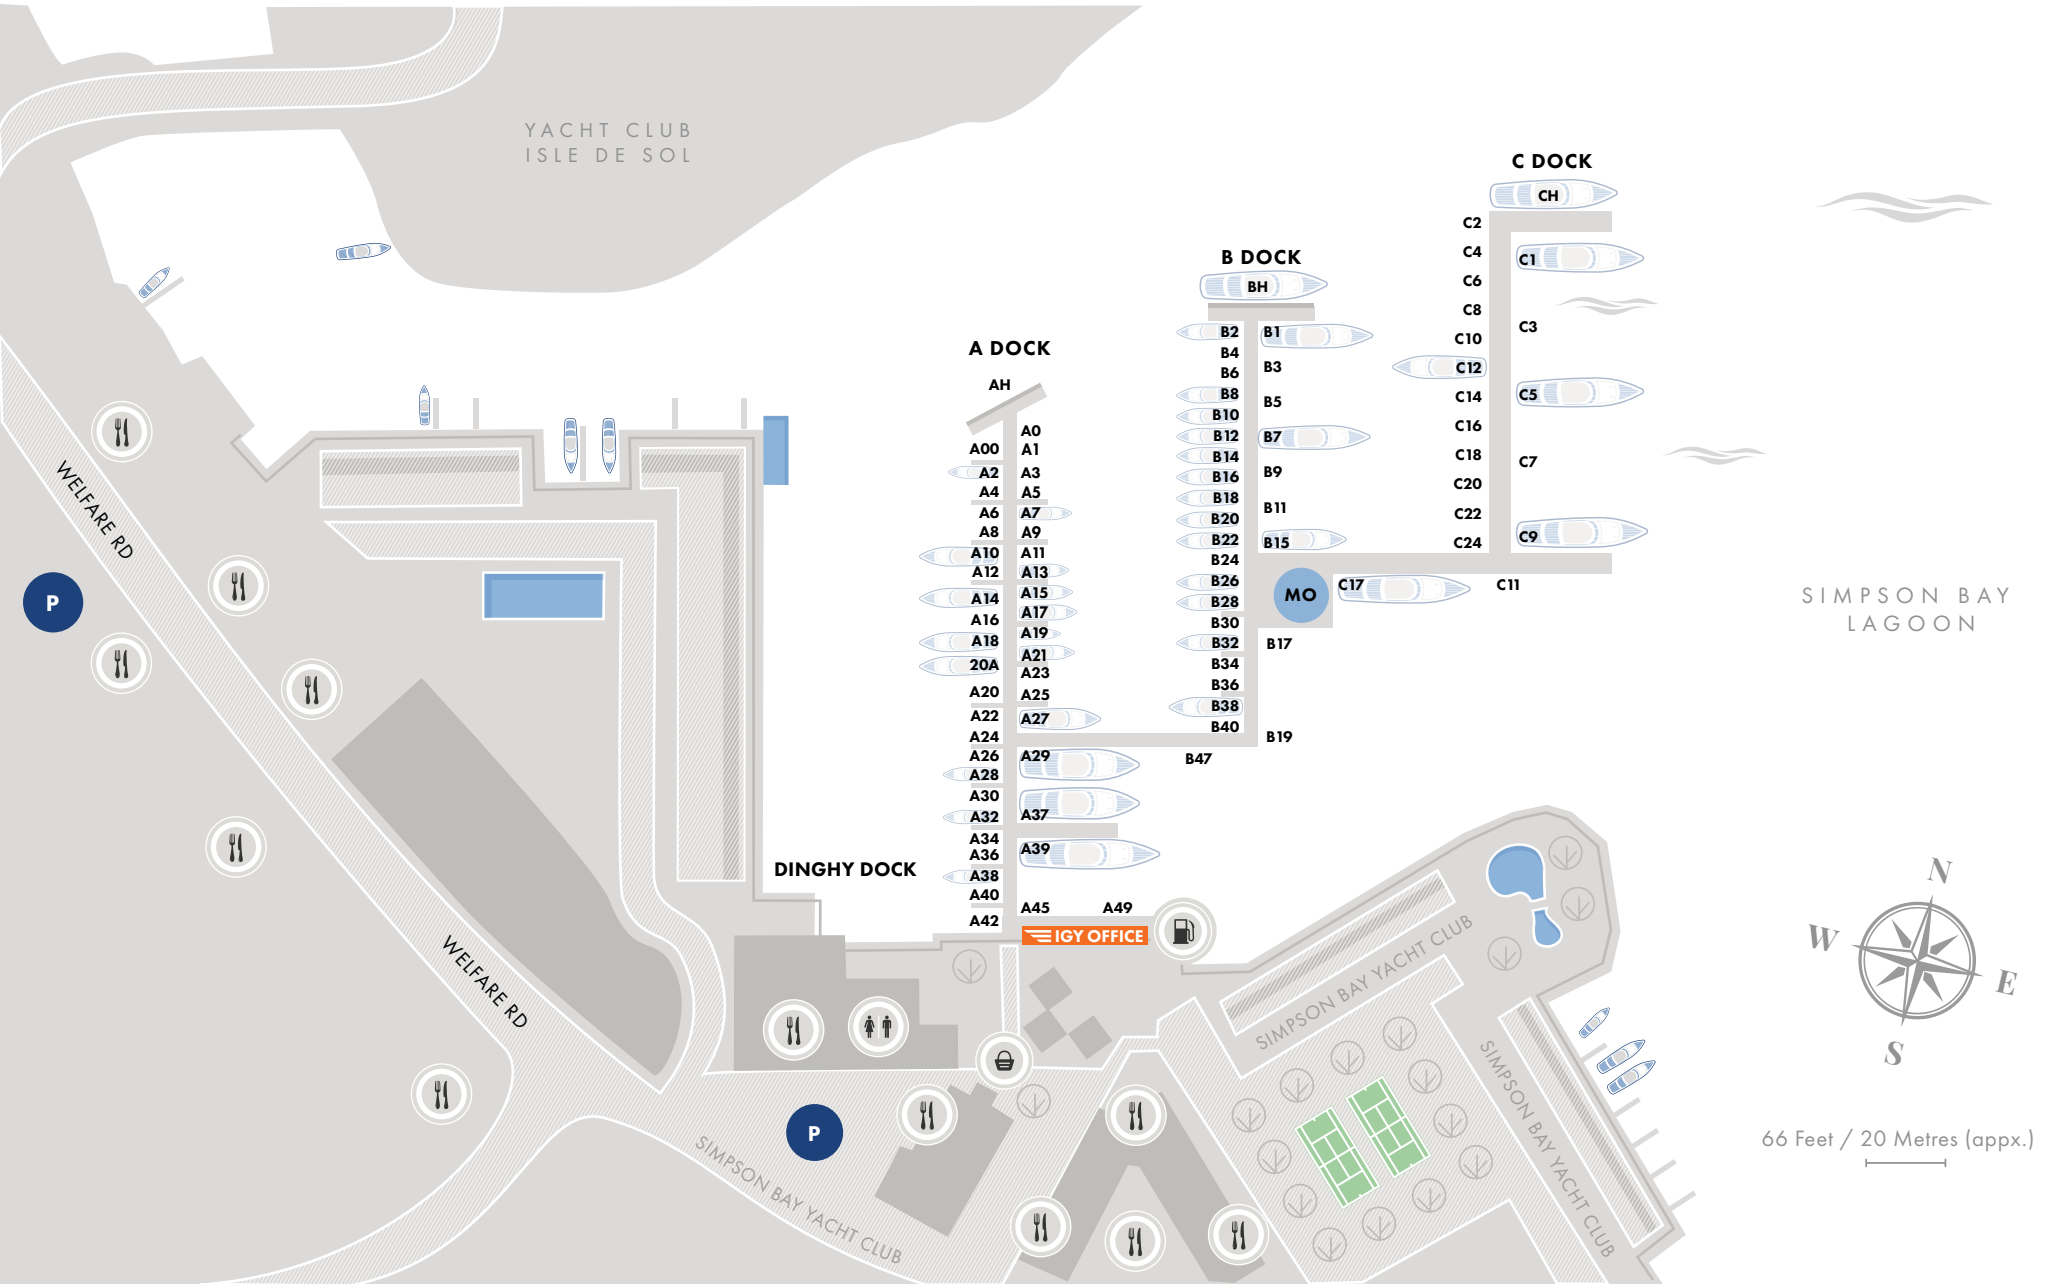 YACHT CLUB
ISLE DE SOL
C DOCK
CH
C2
C4
C6
C8
C10
C12
C14
C16
C18
C20
C22
C24
C1
C3
C5
C7
C9
C11
C17
B DOCK
BH
B2
B4
B6
B8
B10
B12
B14
B16
B18
B20
B22
B24
B26
B28
B30
B32
B34
B36
B38
B40
B1
B3
B5
B7
B9
B11
B15
MO
B17
B19
B47
A DOCK
AH
A00
A2
A4
A6
A8
A10
A12
A14
A16
A18
20A
A20
A22
A24
A26
A28
A30
A32
A34
A36
A38
A40
A42
A0
A1
A3
A5
A7
A9
A11
A13
A15
A17
A19
A21
A23
A25
A27
A29
A37
A39
A45
A49
IGY OFFICE
DINGHY DOCK
WELFARE RD
P
WELFARE RD
P
SIMPSON BAY YACHT CLUB
SIMPSON BAY YACHT CLUB
SIMPSON BAY YACHT CLUB
SIMPSON BAY
LAGOON
N
W
E
S
66 Feet / 20 Metres (appx.)